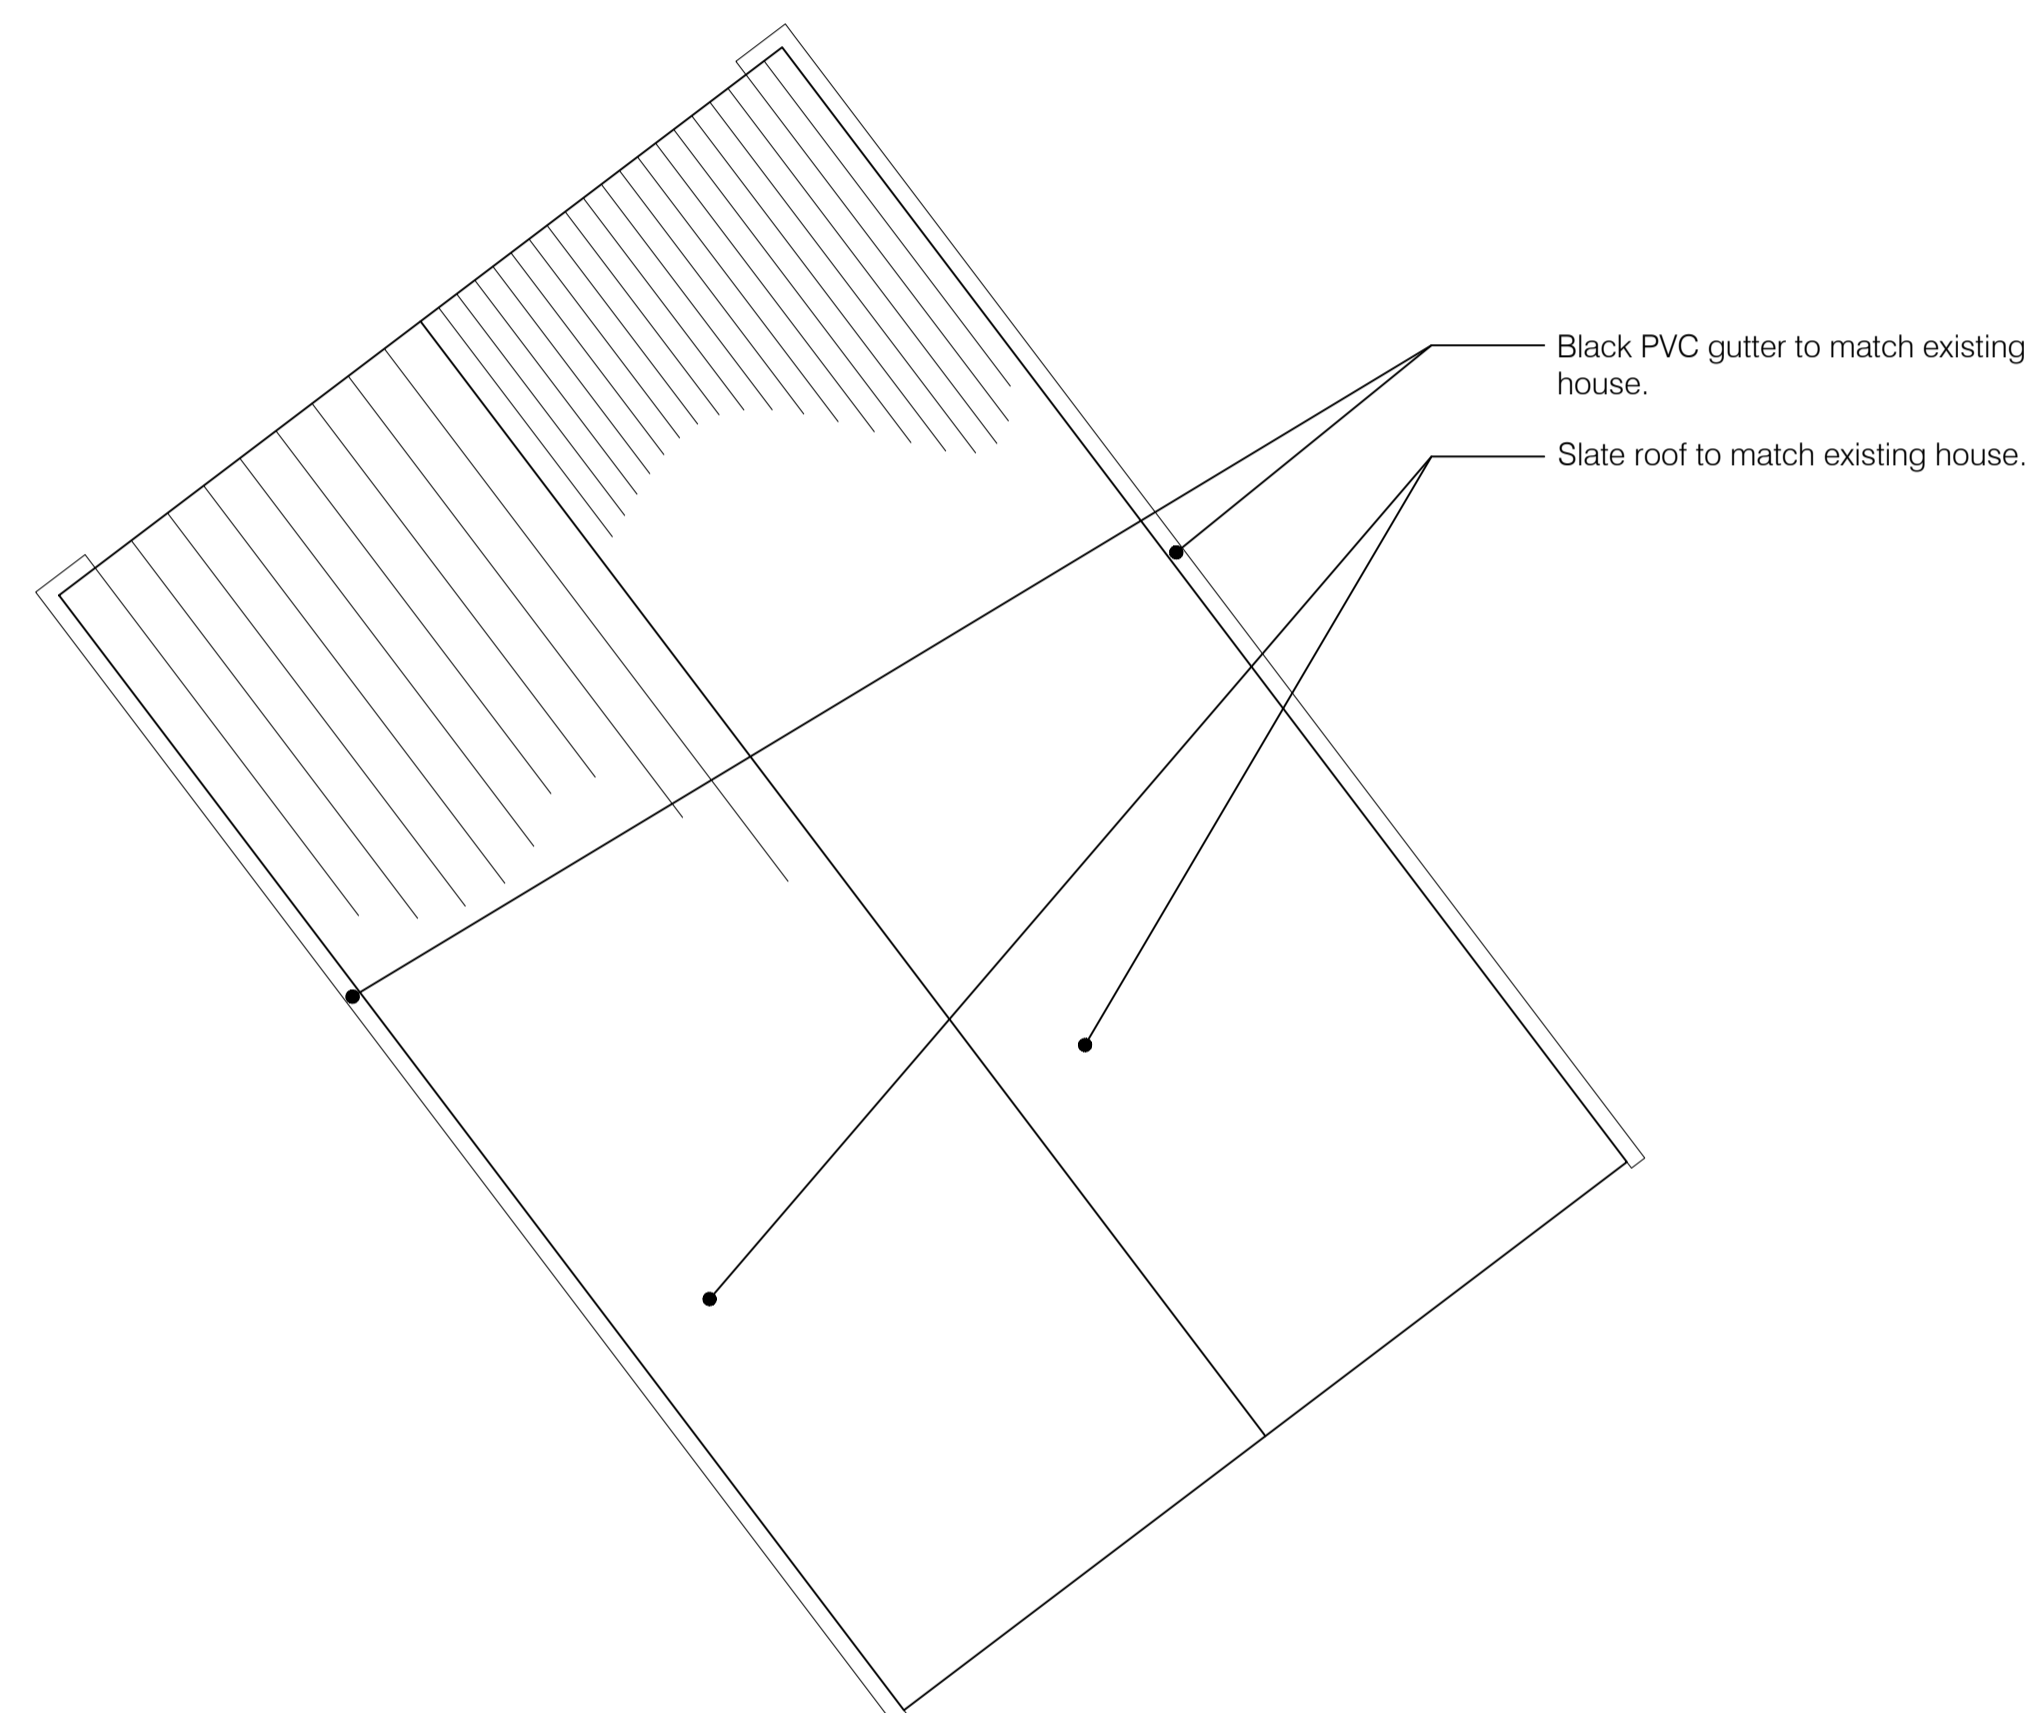 Black PVC gutter to match existing
house.
Slate roof to match existing house.